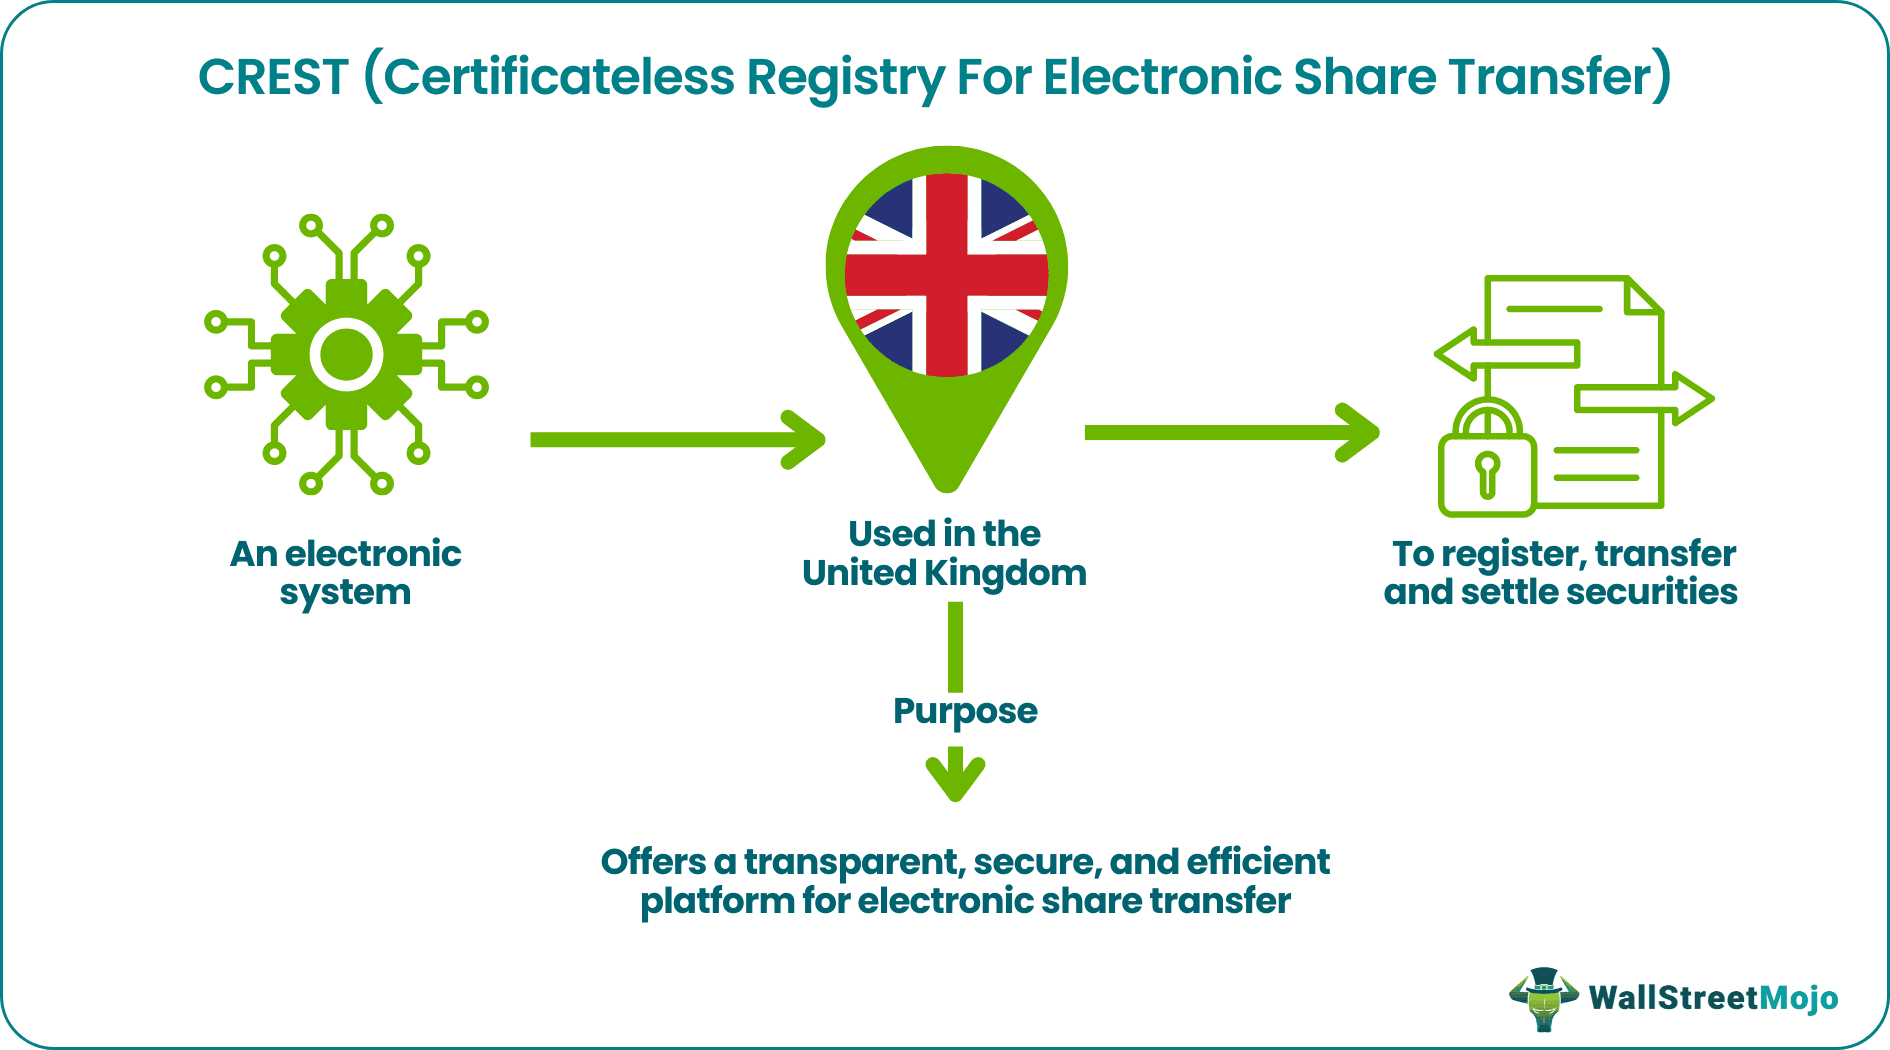 CREST (Certificateless Registry For Electronic Share Transfer)
An electronic
system
Used in the
United Kingdom
To register, transfer
and settle securities
Purpose
Offers a transparent, secure, and efficient
platform for electronic share transfer
WallStreetMojo